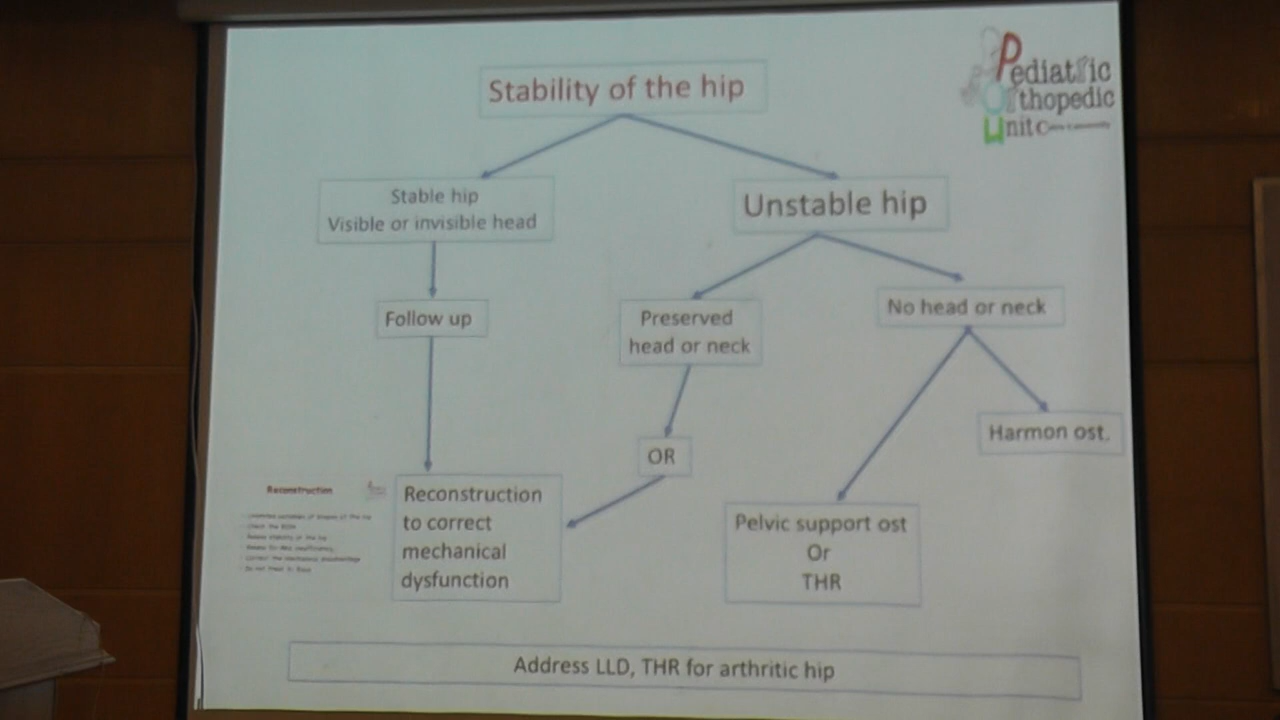 Stability of the hip
Pediatric
Orthopedic
Unit
Stable hip
Visible or invisible head
Unstable hip
Follow up
Preserved
head or neck
No head or neck
OR
Harmon ost.
Reconstruction
Reconstruction
to correct
mechanical
dysfunction
Pelvic support ost
Or
THR
Address LLD, THR for arthritic hip